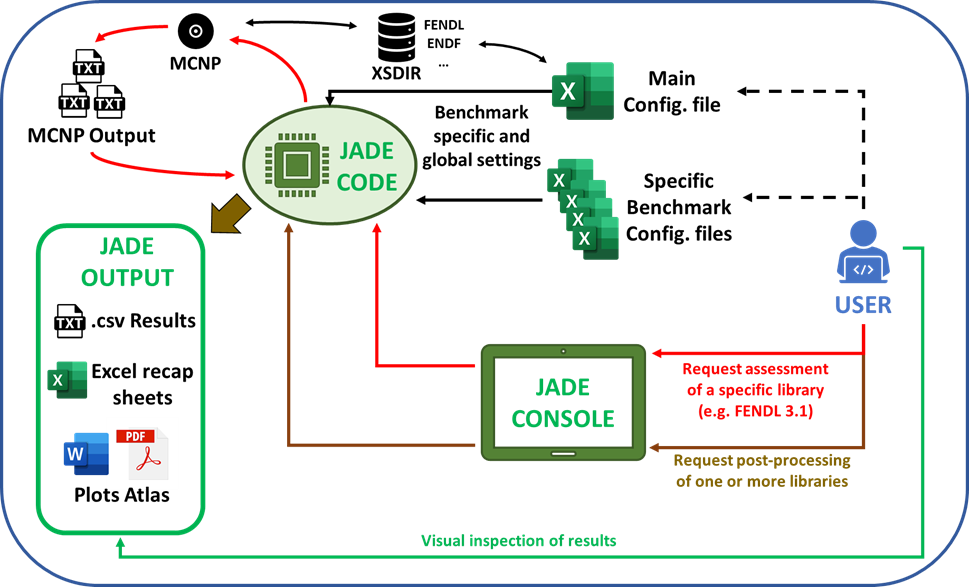 MCNP
FENDL
ENDF
...
XSDIR
TXT
TXT
TXT
MCNP Output
X
Main
Config. file
Benchmark
specific and
global settings
JADE
CODE
X
X
X
X
Specific
Benchmark
Config. files
</>
USER
JADE
OUTPUT
TXT
.csv Results
X
Excel recap
sheets
W
PDF
Plots Atlas
JADE
CONSOLE
Request assessment
of a specific library
(e.g. FENDL 3.1)
Request post-processing
of one or more libraries
Visual inspection of results